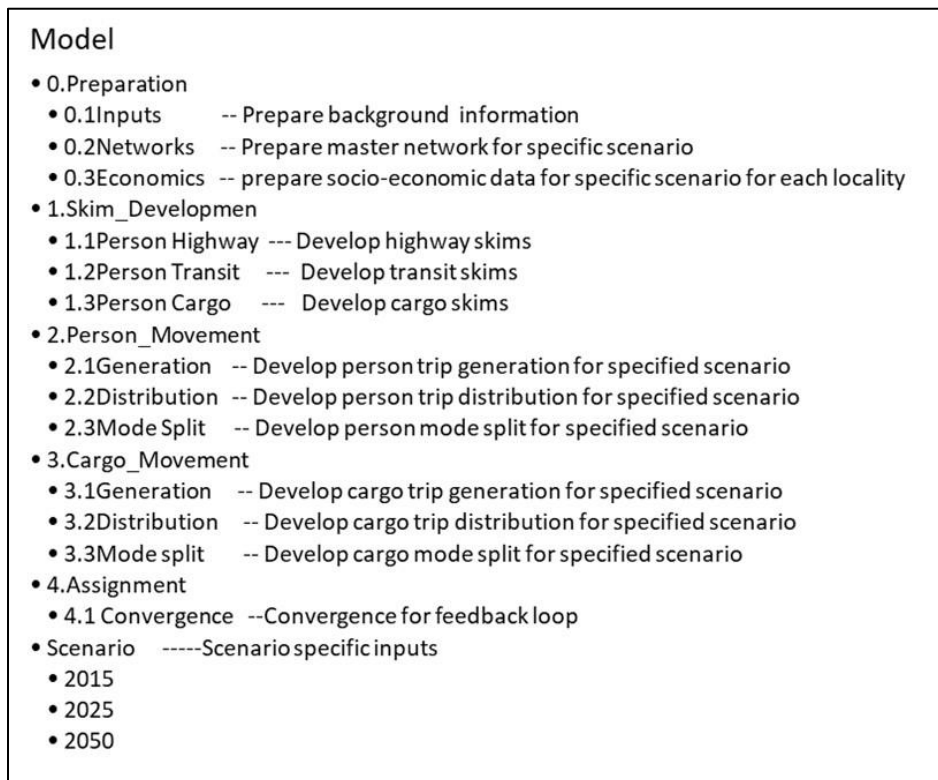 Model
• 0.Preparation
• 0.1Inputs -- Prepare background information
• 0.2Networks -- Prepare master network for specific scenario
• 0.3Economics -- prepare socio-economic data for specific scenario for each locality
• 1.Skim_Developmen
• 1.1Person Highway --- Develop highway skims
• 1.2Person Transit --- Develop transit skims
• 1.3Person Cargo --- Develop cargo skims
• 2.Person_Movement
• 2.1Generation -- Develop person trip generation for specified scenario
• 2.2Distribution -- Develop person trip distribution for specified scenario
• 2.3Mode Split -- Develop person mode split for specified scenario
• 3.Cargo_Movement
• 3.1Generation -- Develop cargo trip generation for specified scenario
• 3.2Distribution -- Develop cargo trip distribution for specified scenario
• 3.3Mode split -- Develop cargo mode split for specified scenario
• 4.Assignment
• 4.1 Convergence --Convergence for feedback loop
• Scenario -----Scenario specific inputs
• 2015
• 2025
• 2050